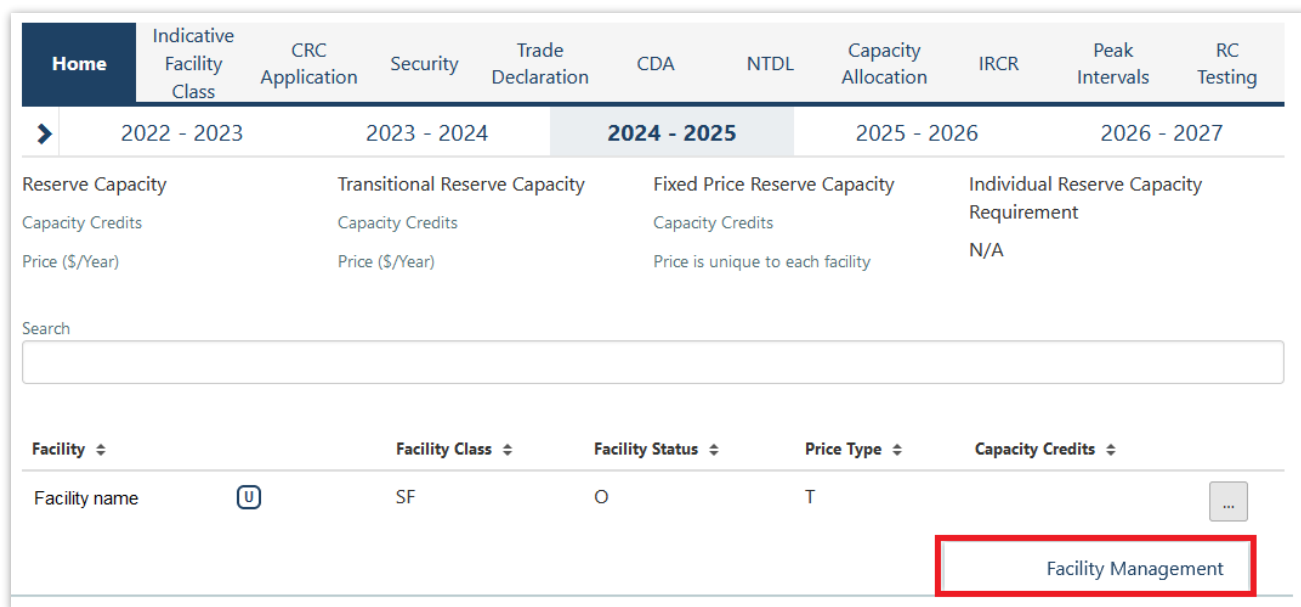 Home
Indicative Facility Class
CRC Application
Security
Trade Declaration
CDA
NTDL
Capacity Allocation
IRCR
Peak Intervals
RC Testing
2022 - 2023
2023 - 2024
2024 - 2025
2025 - 2026
2026 - 2027
Reserve Capacity
Capacity Credits
Price ($/Year)
Transitional Reserve Capacity
Capacity Credits
Price ($/Year)
Fixed Price Reserve Capacity
Capacity Credits
Price is unique to each facility
Individual Reserve Capacity
Requirement
N/A
Search
Facility Facility Class Facility Status Price Type Capacity Credits
Facility name U SF O T ...
Facility Management